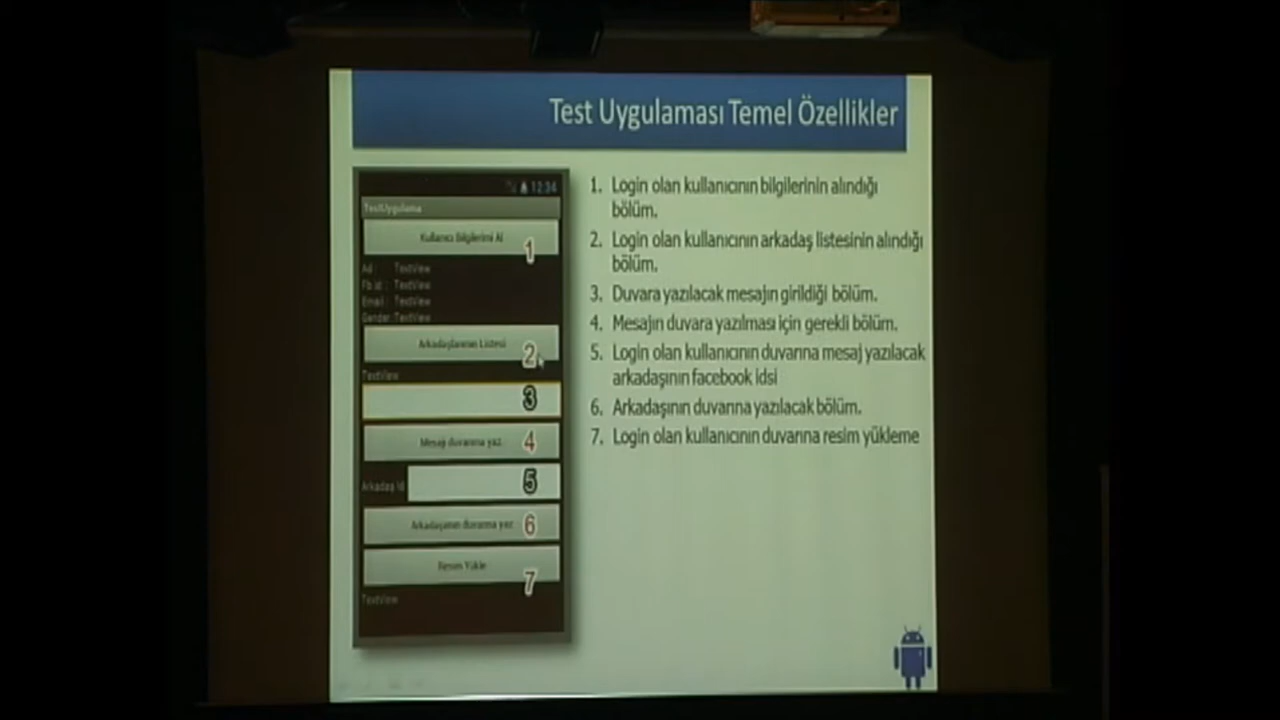 Test Uygulaması Temel Özellikler
12:34
TestUygulama
Kullanıcı Bilgilerimi Al
1
Ad : TextView
Fb id : TextView
Email : TextView
Gender: TextView
Arkadaşlarımın Listesi
2
TextView
3
Mesajı duvarıma yaz
4
Arkadaş Id
5
Arkadaşımın duvarına yaz
6
Resim Yükle
7
TextView
1. Login olan kullanıcının bilgilerinin alındığı
bölüm.
2. Login olan kullanıcının arkadaş listesinin alındığı
bölüm.
3. Duvara yazılacak mesajın girildiği bölüm.
4. Mesajın duvara yazılması için gerekli bölüm.
5. Login olan kullanıcının duvarına mesaj yazılacak
arkadaşının facebook idsi
6. Arkadaşının duvarına yazılacak bölüm.
7. Login olan kullanıcının duvarına resim yükleme